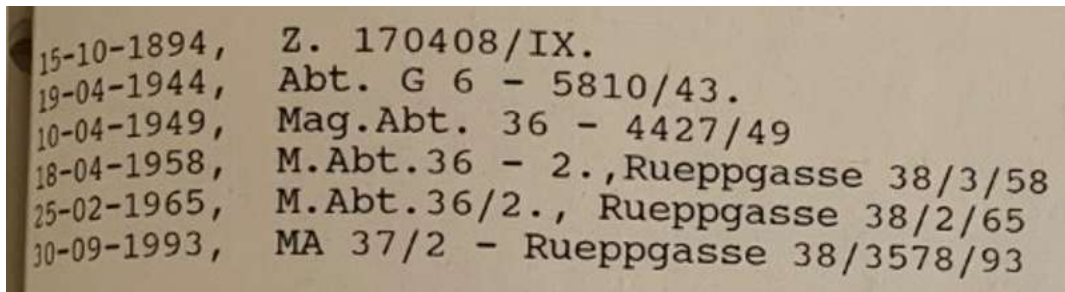 15-10-1894, Z. 170408/IX.
19-04-1944, Abt. G 6 - 5810/43.
10-04-1949, Mag.Abt. 36 - 4427/49
18-04-1958, M.Abt.36 - 2.,Rueppgasse 38/3/58
25-02-1965, M.Abt.36/2., Rueppgasse 38/2/65
30-09-1993, MA 37/2 - Rueppgasse 38/3578/93